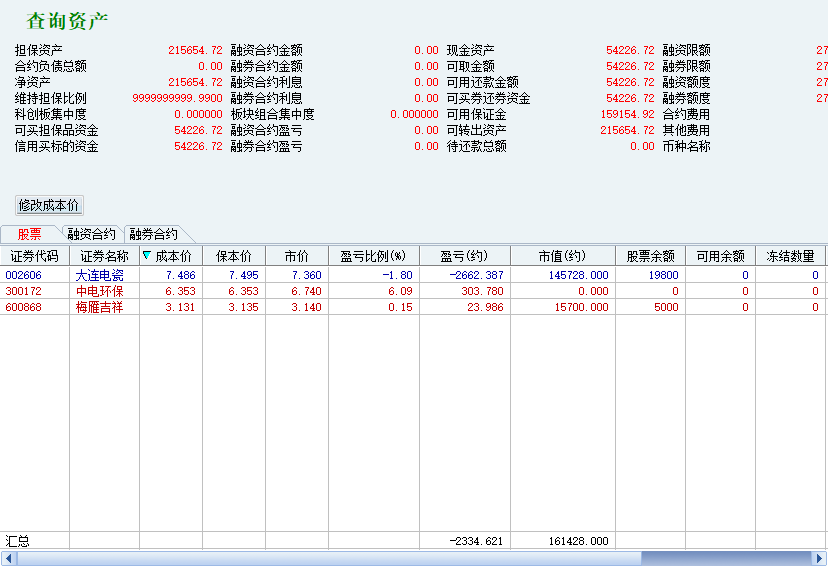 查询资产
担保资产 215654.72 融资合约金额 0.00 现金资产 54226.72 融资限额 27
合约负债总额 0.00 融券合约金额 0.00 可取金额 54226.72 融券限额 27
净资产 215654.72 融资合约利息 0.00 可用还款金额 54226.72 融资额度 27
维持担保比例 9999999999.9900 融券合约利息 0.00 可买券还券资金 54226.72 融券额度 27
科创板集中度 0.000000 板块组合集中度 0.000000 可用保证金 159154.92 合约费用
可买担保品资金 54226.72 融资合约盈亏 0.00 可转出资产 215654.72 其他费用
信用买标的资金 54226.72 融券合约盈亏 0.00 待还款总额 0.00 币种名称
修改成本价
股票 融资合约 融券合约
证券代码 证券名称 成本价 保本价 市价 盈亏比例(%) 盈亏(约) 市值(约) 股票余额 可用余额 冻结数量
002606 大连电瓷 7.486 7.495 7.360 -1.80 -2662.387 145728.000 19800 0 0
300172 中电环保 6.353 6.353 6.740 6.09 303.780 0.000 0 0 0
600868 梅雁吉祥 3.131 3.135 3.140 0.15 23.986 15700.000 5000 0 0
汇总 -2334.621 161428.000